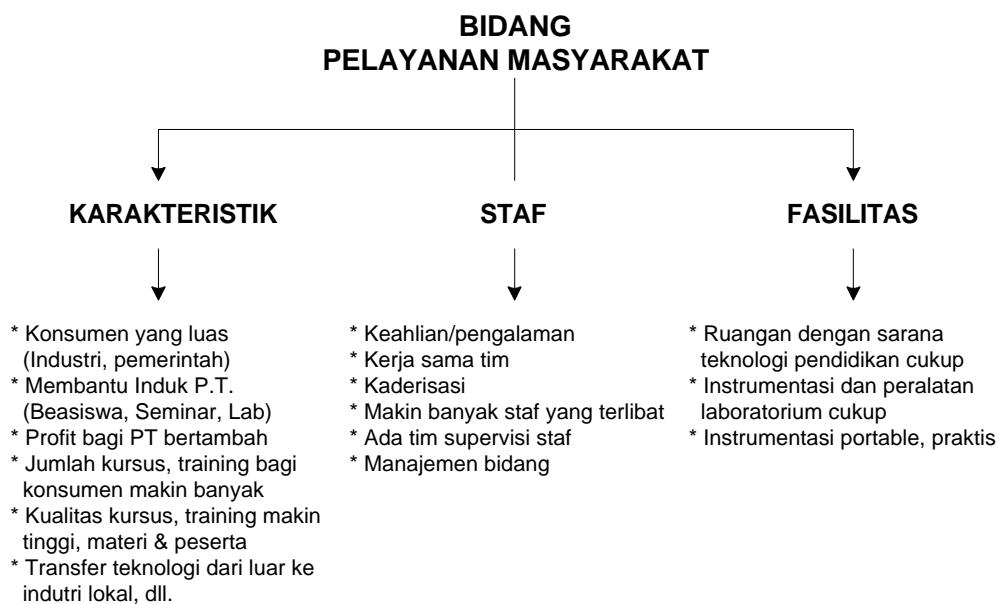 BIDANG
PELAYANAN MASYARAKAT
KARAKTERISTIK
* Konsumen yang luas
(Industri, pemerintah)
* Membantu Induk P.T.
(Beasiswa, Seminar, Lab)
* Profit bagi PT bertambah
* Jumlah kursus, training bagi
konsumen makin banyak
* Kualitas kursus, training makin
tinggi, materi & peserta
* Transfer teknologi dari luar ke
indutri lokal, dll.
STAF
* Keahlian/pengalaman
* Kerja sama tim
* Kaderisasi
* Makin banyak staf yang terlibat
* Ada tim supervisi staf
* Manajemen bidang
FASILITAS
* Ruangan dengan sarana
teknologi pendidikan cukup
* Instrumentasi dan peralatan
laboratorium cukup
* Instrumentasi portable, praktis